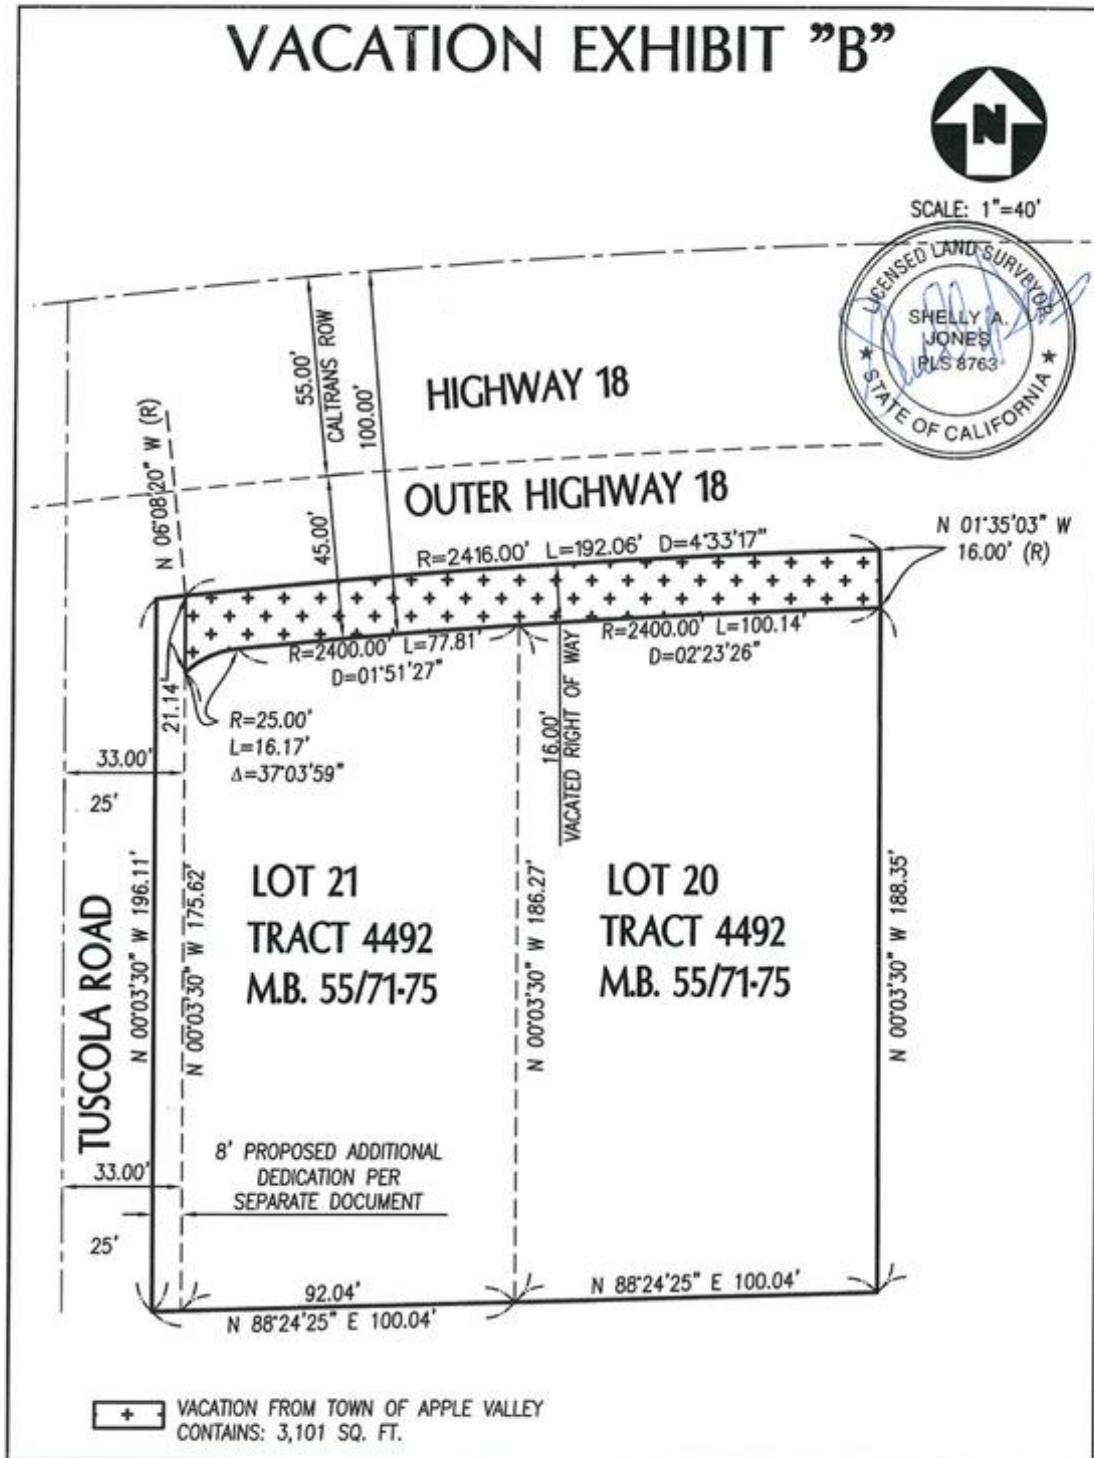 VACATION EXHIBIT "B"
N
SCALE: 1"=40'
LICENSED LAND SURVEYOR
SHELLY A.
JONES
PLS 8763
★ STATE OF CALIFORNIA ★
55.00'
CALTRANS ROW
100.00'
HIGHWAY 18
N 06°08'20" W (R)
45.00'
OUTER HIGHWAY 18
N 01°35'03" W
16.00' (R)
R=2416.00' L=192.06' D=4°33'17"
R=2400.00' L=77.81'
D=01°51'27"
R=2400.00' L=100.14'
D=02°23'26"
21.14'
R=25.00'
L=16.17'
Δ=37°03'59"
16.00'
VACATED RIGHT OF WAY
33.00'
25'
TUSCOLA ROAD
N 00°03'30" W 196.11'
N 00°03'30" W 175.62'
LOT 21
TRACT 4492
M.B. 55/71-75
N 00°03'30" W 186.27'
LOT 20
TRACT 4492
M.B. 55/71-75
N 00°03'30" W 188.35'
8' PROPOSED ADDITIONAL
DEDICATION PER
SEPARATE DOCUMENT
33.00'
25'
92.04'
N 88°24'25" E 100.04'
N 88°24'25" E 100.04'
VACATION FROM TOWN OF APPLE VALLEY
CONTAINS: 3,101 SQ. FT.